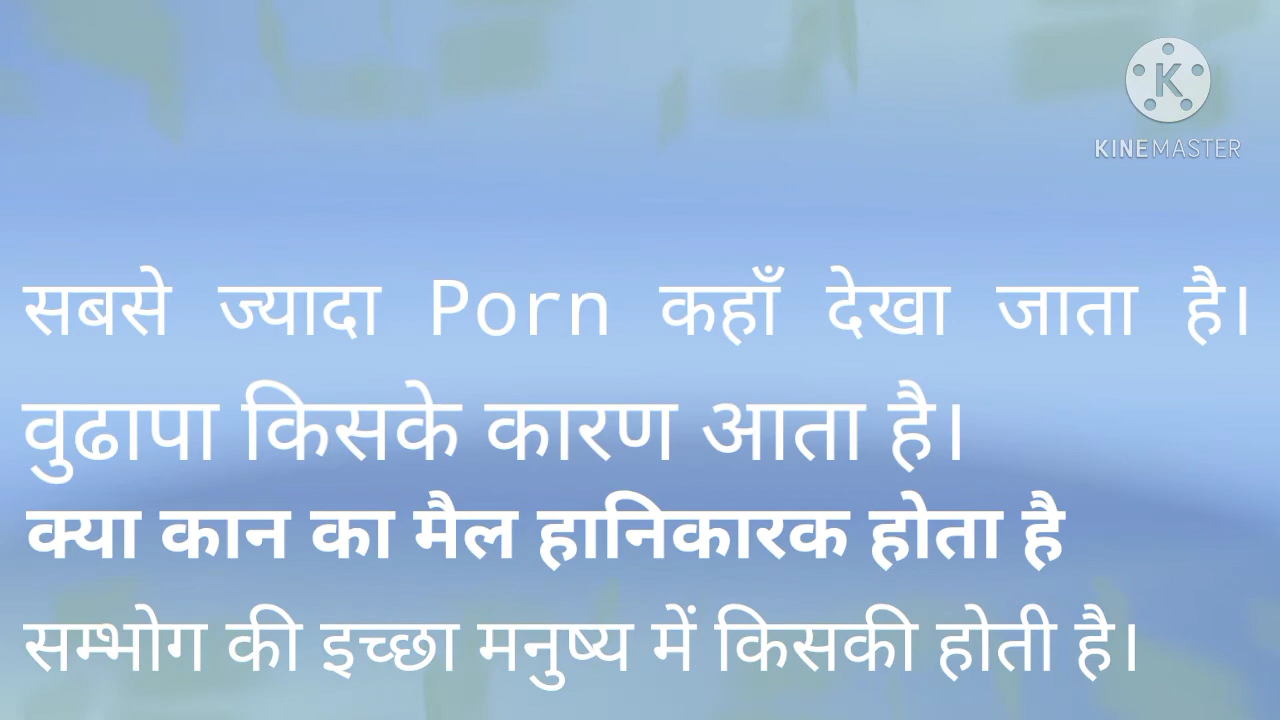 KINEMASTER
सबसे ज्यादा Porn कहाँ देखा जाता है।
वुढापा किसके कारण आता है।
क्या कान का मैल हानिकारक होता है
सम्भोग की इच्छा मनुष्य में किसकी होती है।